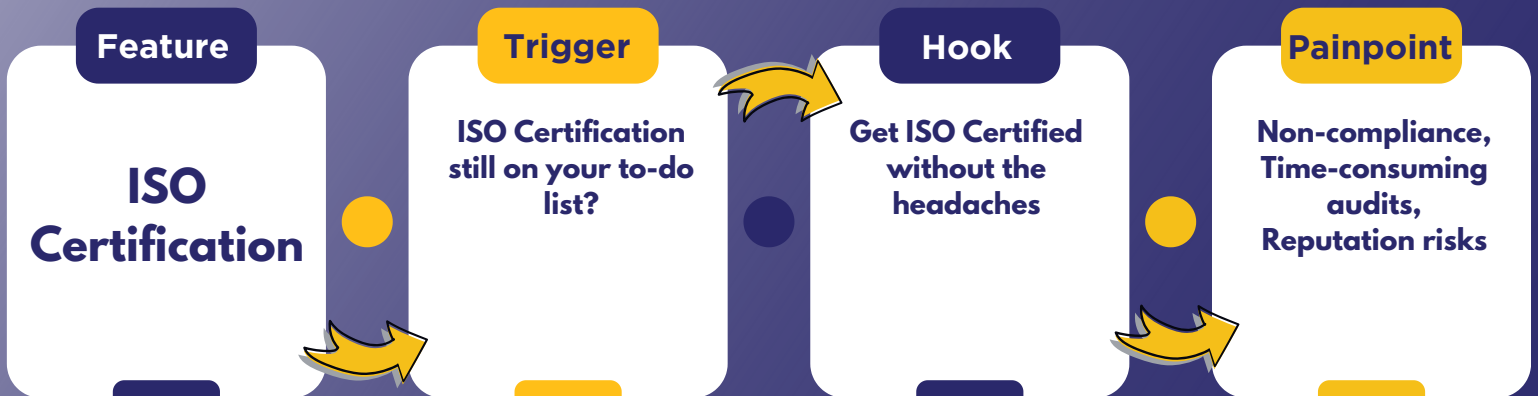 Feature
ISO
Certification
Trigger
ISO Certification
still on your to-do
list?
Hook
Get ISO Certified
without the
headaches
Painpoint
Non-compliance,
Time-consuming
audits,
Reputation risks